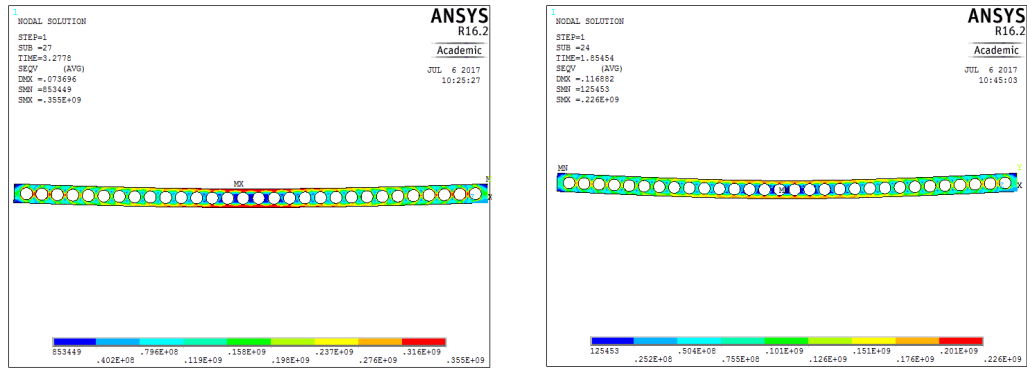 1
NODAL SOLUTION
STEP=1
SUB =27
TIME=3.2778
SEQV (AVG)
DMX =.073696
SMN =853449
SMX =.355E+09
ANSYS
R16.2
Academic
JUL 6 2017
10:25:27
MX
M
X
853449 .796E+08 .158E+09 .237E+09 .316E+09
.402E+08 .119E+09 .198E+09 .276E+09 .355E+09
1
NODAL SOLUTION
STEP=1
SUB =24
TIME=1.85454
SEQV (AVG)
DMX =.116882
SMN =125453
SMX =.226E+09
ANSYS
R16.2
Academic
JUL 6 2017
10:45:03
MN
Y
X
M
125453 .504E+08 .101E+09 .151E+09 .201E+09
.252E+08 .755E+08 .126E+09 .176E+09 .226E+09